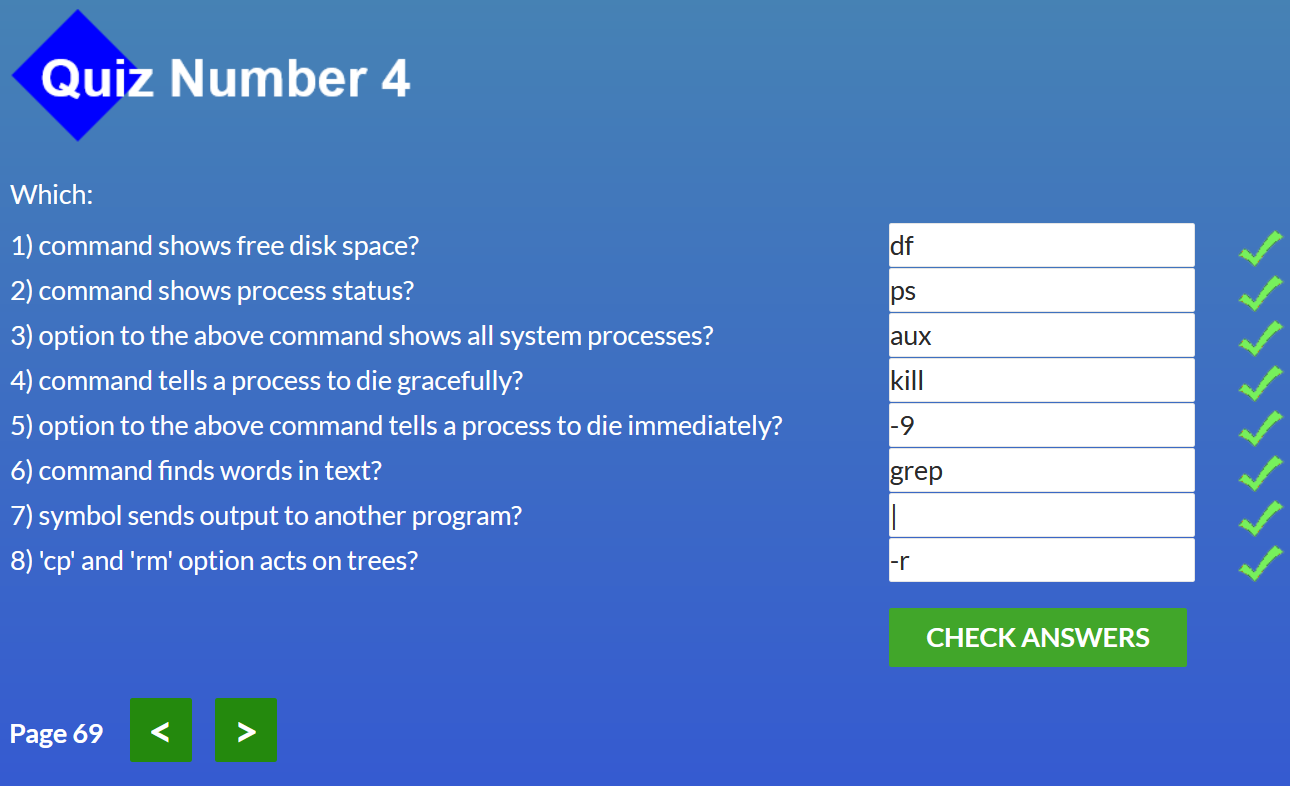 Quiz Number 4
Which:
1) command shows free disk space? df
2) command shows process status? ps
3) option to the above command shows all system processes? aux
4) command tells a process to die gracefully? kill
5) option to the above command tells a process to die immediately? -9
6) command finds words in text? grep
7) symbol sends output to another program? |
8) 'cp' and 'rm' option acts on trees? -r
CHECK ANSWERS
Page 69 < >